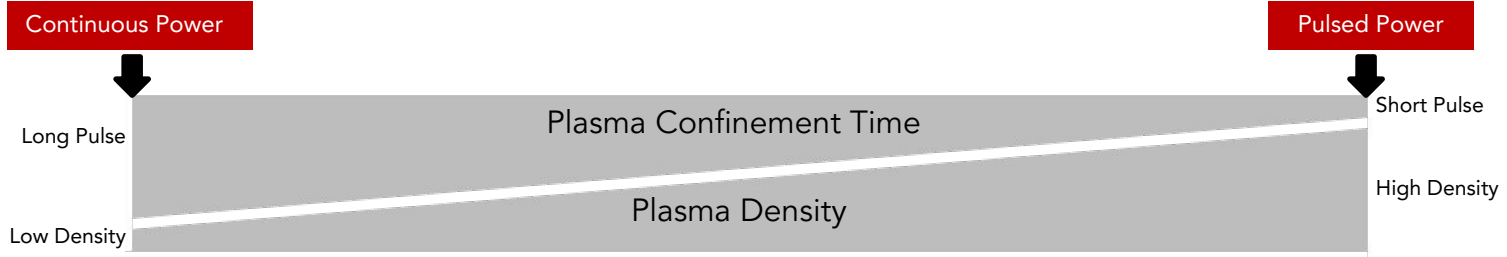 Continuous Power
Pulsed Power
Plasma Confinement Time
Short Pulse
Long Pulse
High Density
Plasma Density
Low Density